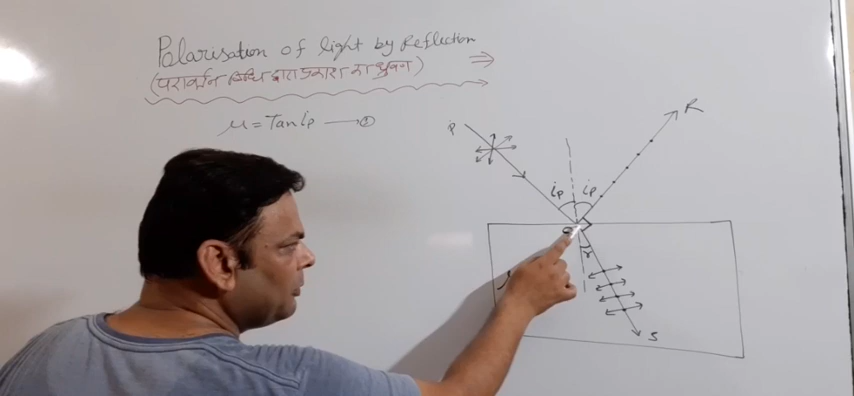 Polarisation of light by Reflection
(परावर्तन विधि द्वारा प्रकाश का ध्रुवण) ⇒
μ = Tan ip —①
P
R
ip ip
r
S